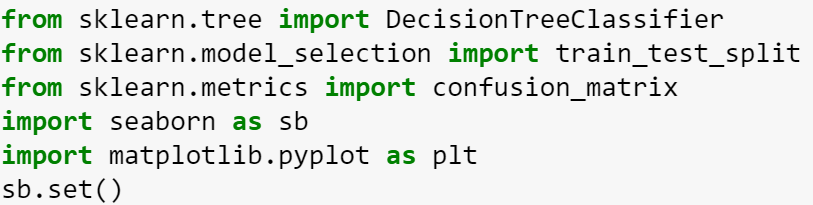 from sklearn.tree import DecisionTreeClassifier
from sklearn.model_selection import train_test_split
from sklearn.metrics import confusion_matrix
import seaborn as sb
import matplotlib.pyplot as plt
sb.set()